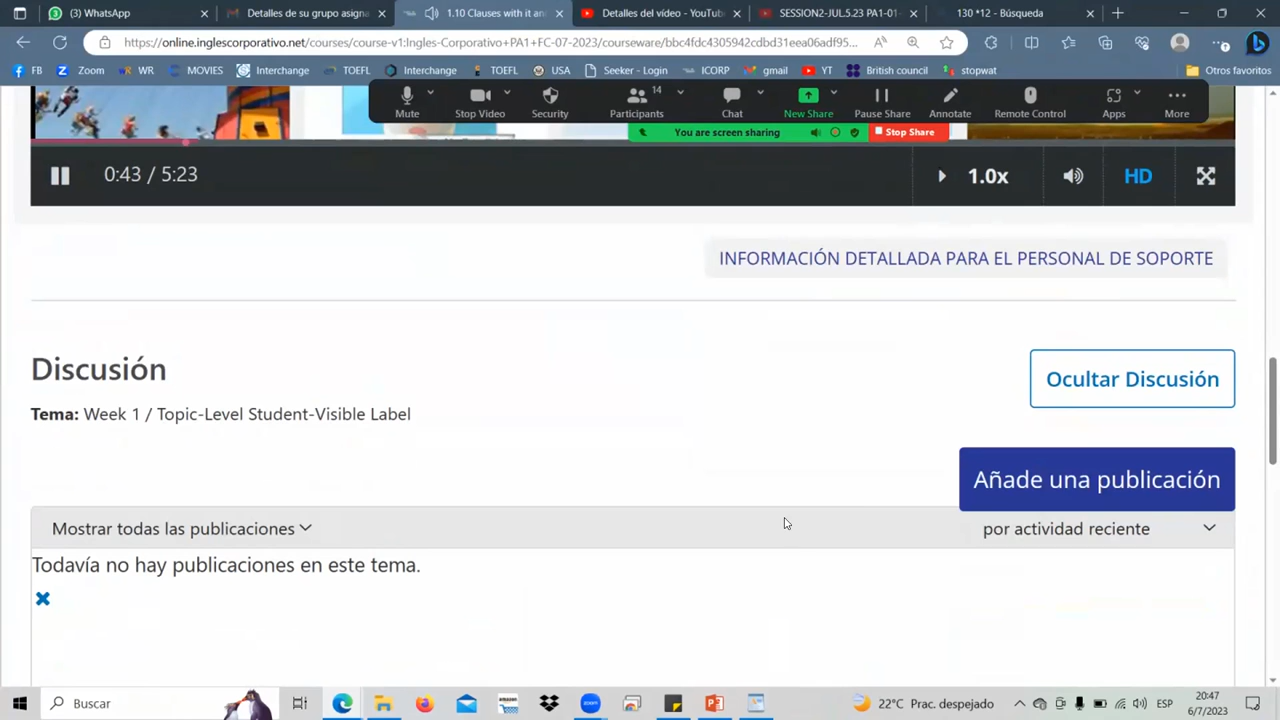 (3) WhatsApp
Detalles de su grupo asigna
1.10 Clauses with it an
Detalles del vídeo - YouTub
SESSION2-JUL.5.23 PA1-01-
130 *12 - Búsqueda
https://online.inglescorporativo.net/courses/course-v1:Ingles-Corporativo+PA1+FC-07-2023/courseware/bbc4fdc4305942cdbd31eea06adf95...
FB
Zoom
WR
MOVIES
Interchange
TOEFL
Interchange
TOEFL
USA
Seeker - Login
ICORP
gmail
YT
British council
stopwat
Otros favoritos
14
Mute
Stop Video
Security
Participants
Chat
New Share
Pause Share
Annotate
Remote Control
Apps
More
You are screen sharing
Stop Share
0:43 / 5:23
1.0x
HD
INFORMACIÓN DETALLADA PARA EL PERSONAL DE SOPORTE
Discusión
Ocultar Discusión
Tema: Week 1 / Topic-Level Student-Visible Label
Añade una publicación
Mostrar todas las publicaciones
por actividad reciente
Todavía no hay publicaciones en este tema.
Buscar
22°C Prac. despejado
ESP
20:47
6/7/2023